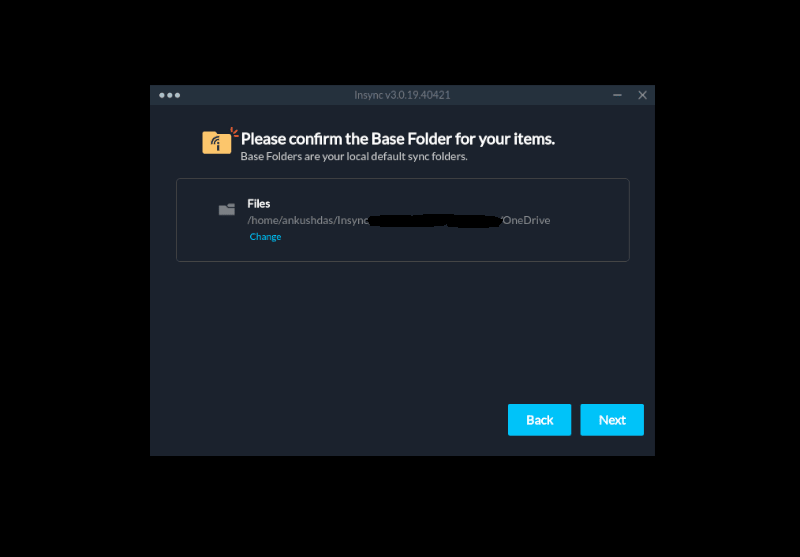 Insync v3.0.19.40421
Please confirm the Base Folder for your items.
Base Folders are your local default sync folders.
Files
/home/ankushdas/Insync /OneDrive
Change
Back Next